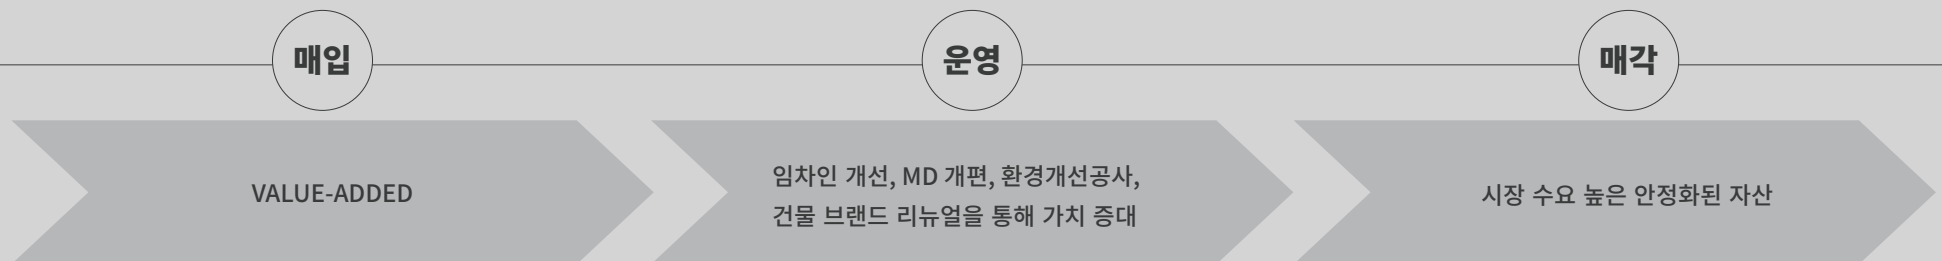 매입
운영
매각
VALUE-ADDED
임차인 개선, MD 개편, 환경개선공사,
건물 브랜드 리뉴얼을 통해 가치 증대
시장 수요 높은 안정화된 자산